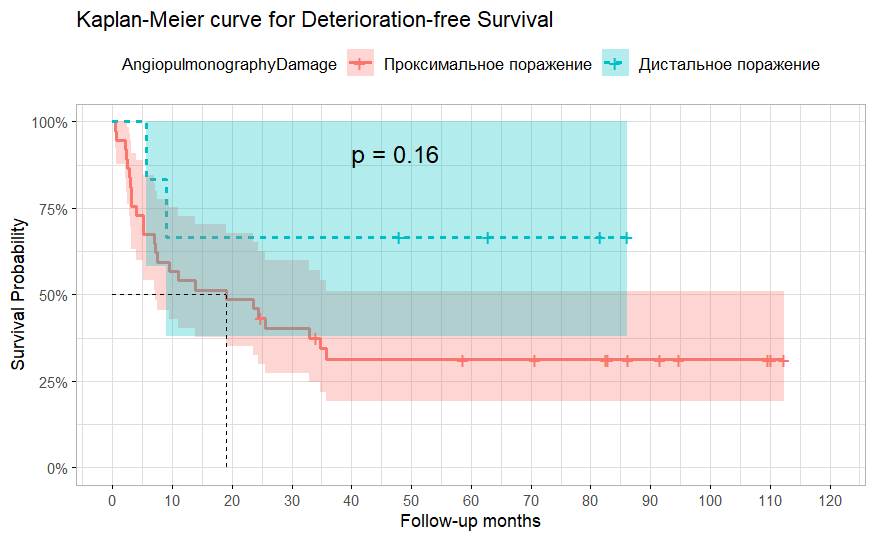 Kaplan-Meier curve for Deterioration-free Survival
AngiopulmonographyDamage Проксимальное поражение Дистальное поражение
100%
p = 0.16
75%
50%
25%
0%
Survival Probability
0 10 20 30 40 50 60 70 80 90 100 110 120
Follow-up months